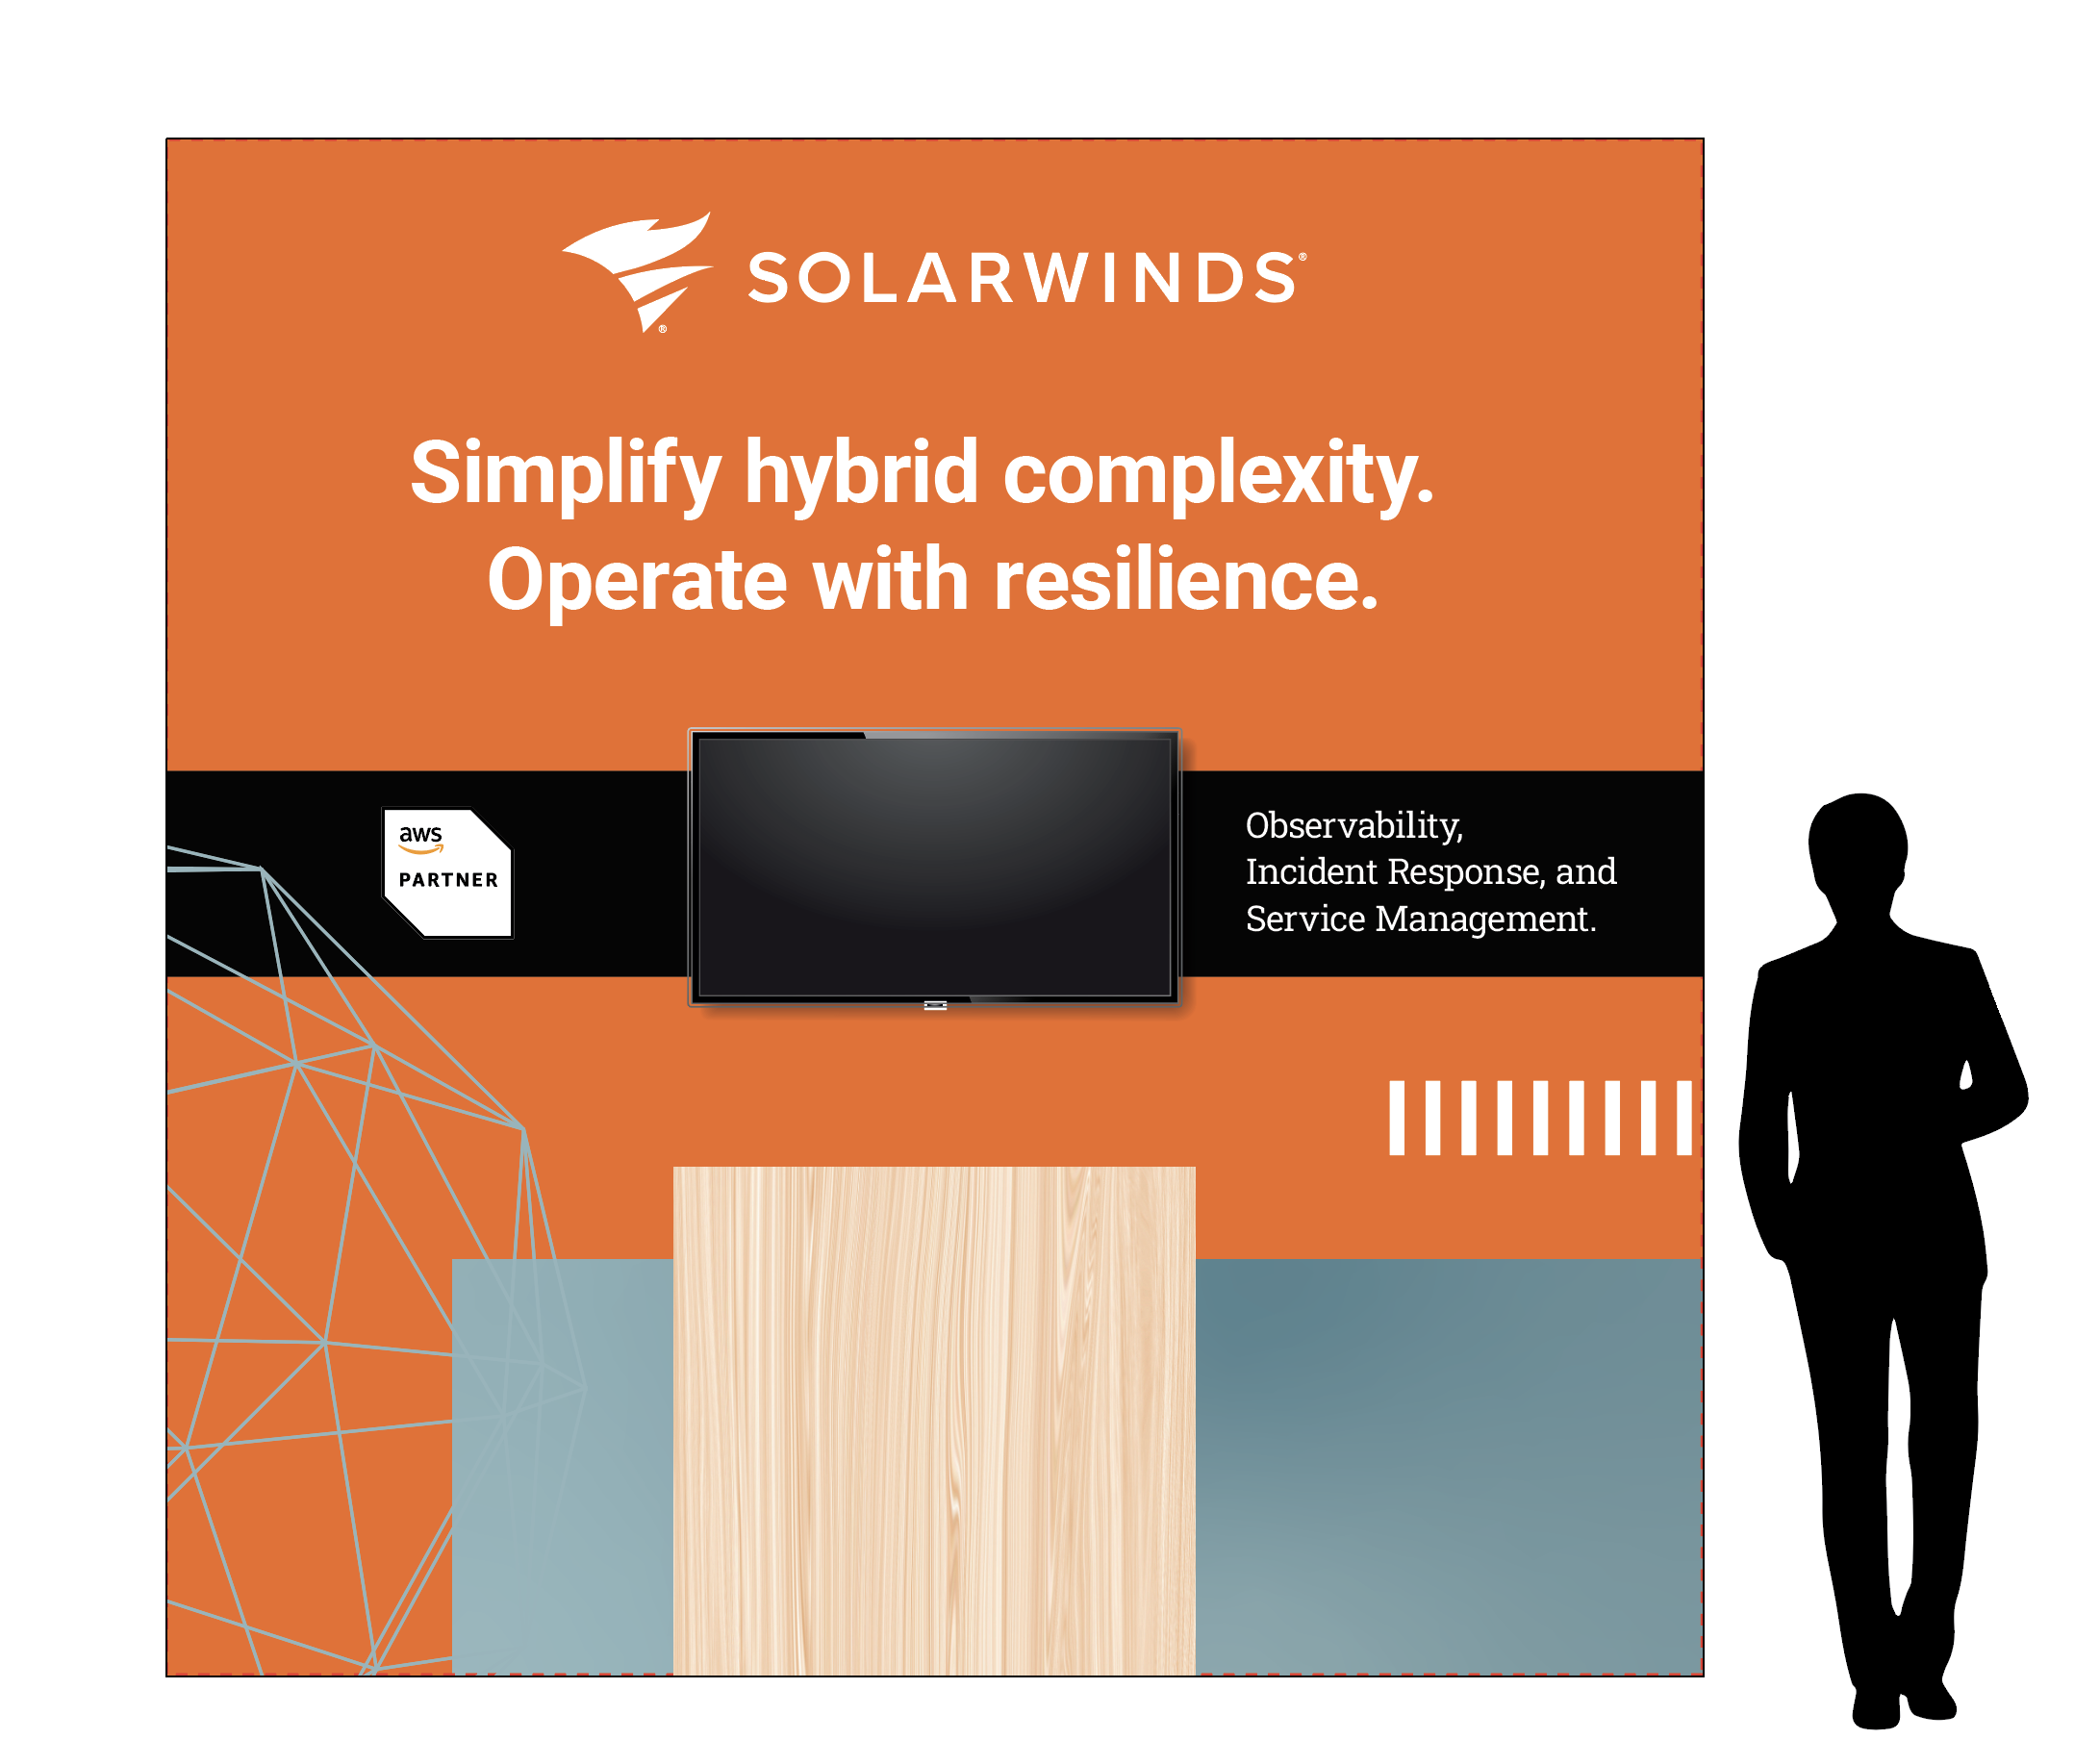 SOLARWINDS®
®
Simplify hybrid complexity.
Operate with resilience.
aws
PARTNER
Observability,
Incident Response, and
Service Management.